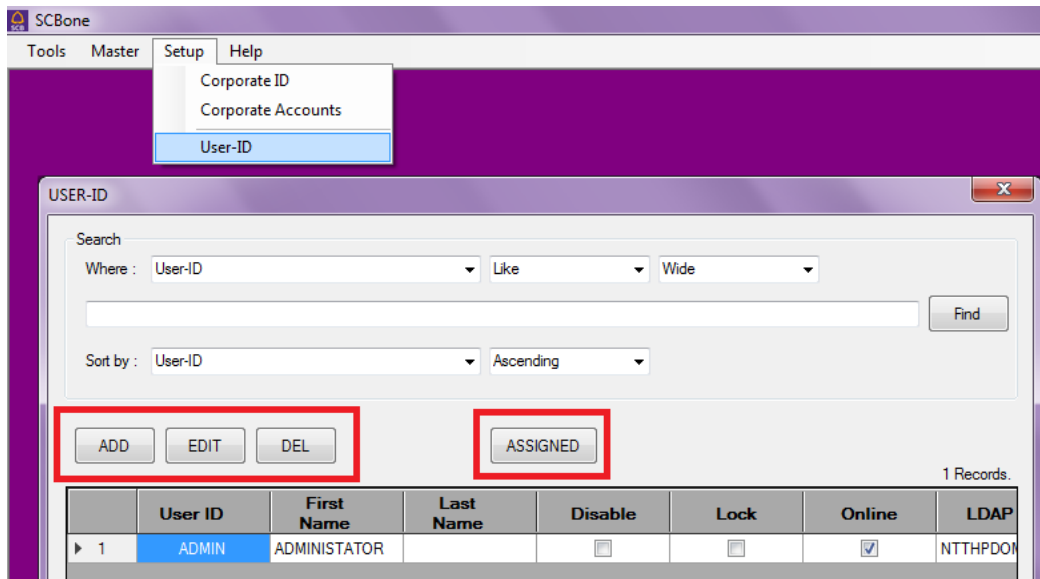 SCB
SCBone
Tools Master Setup Help
Corporate ID
Corporate Accounts
User-ID
USER-ID
Search
Where : User-ID Like Wide
Find
Sort by : User-ID Ascending
ADD EDIT DEL ASSIGNED
1 Records.
User ID First Name Last Name Disable Lock Online LDAP
1 ADMIN ADMINISTATOR NTTHPDOM